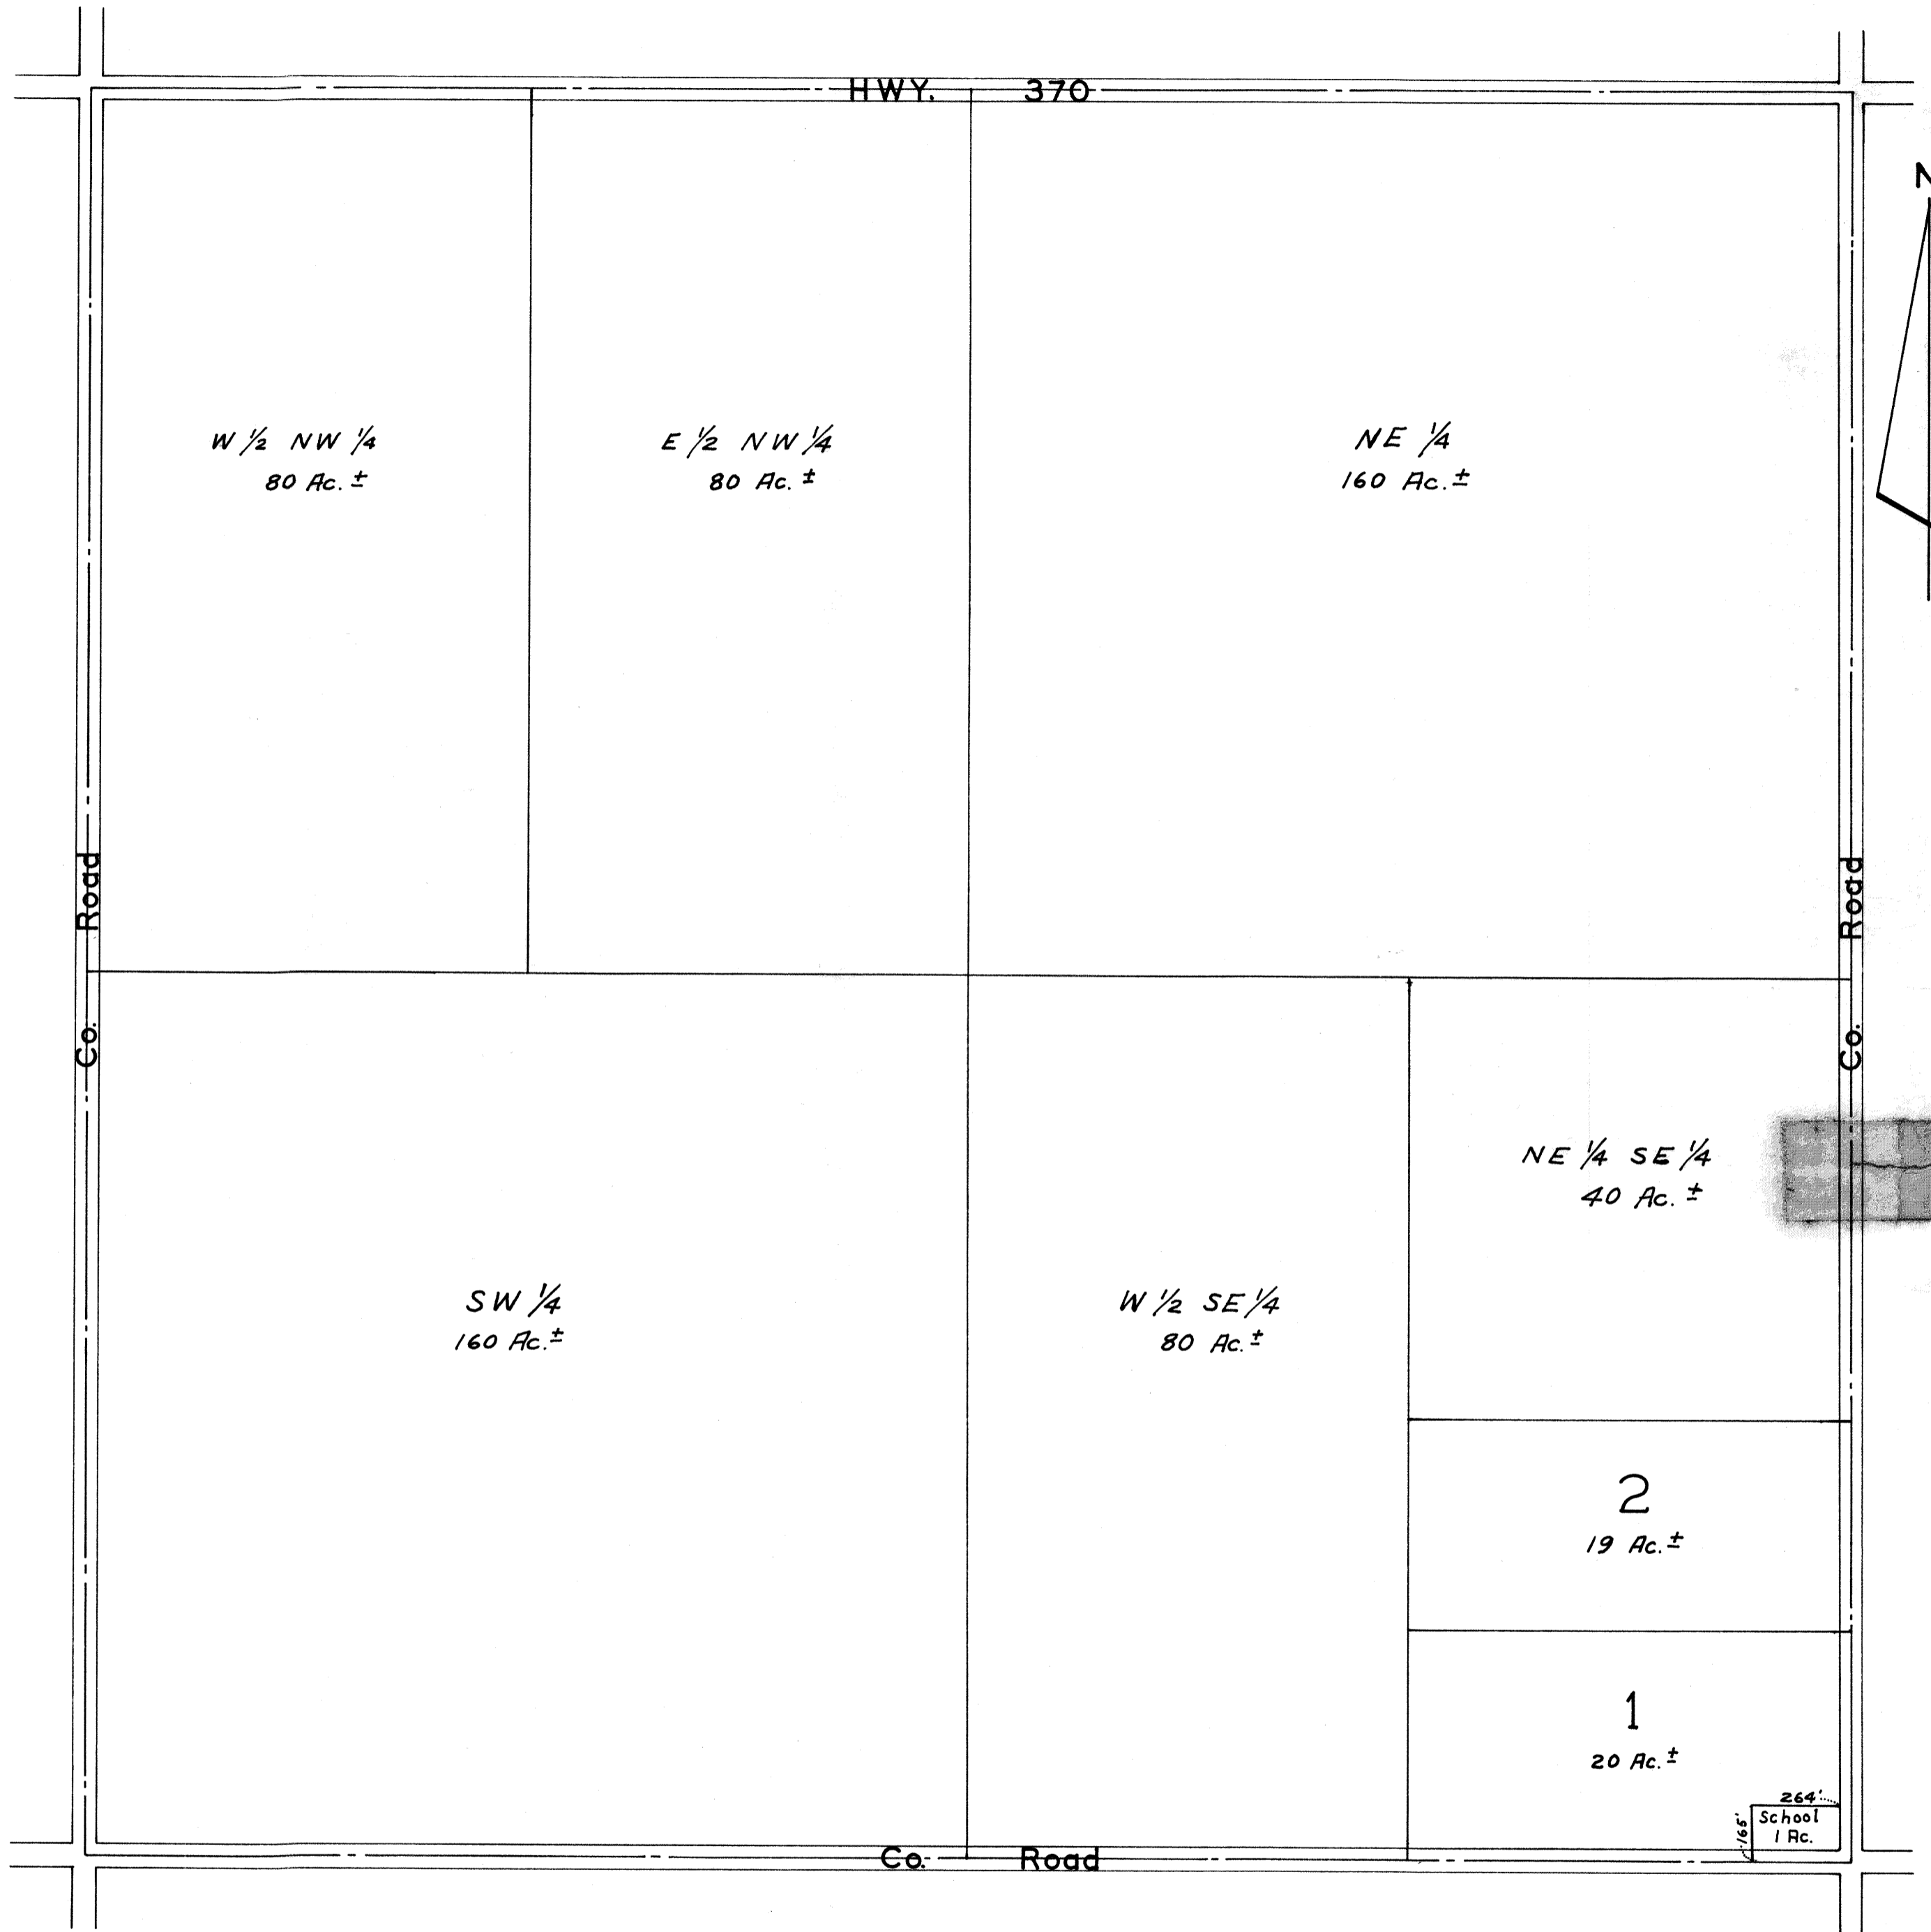 HWY. 370
N
W 1/2 NW 1/4
80 Ac. ±
E 1/2 NW 1/4
80 Ac. ±
NE 1/4
160 Ac. ±
Co. Road
Co. Road
NE 1/4 SE 1/4
40 Ac. ±
SW 1/4
160 Ac. ±
W 1/2 SE 1/4
80 Ac. ±
2
19 Ac. ±
1
20 Ac. ±
264'
165'
School
1 Ac.
Co. Road